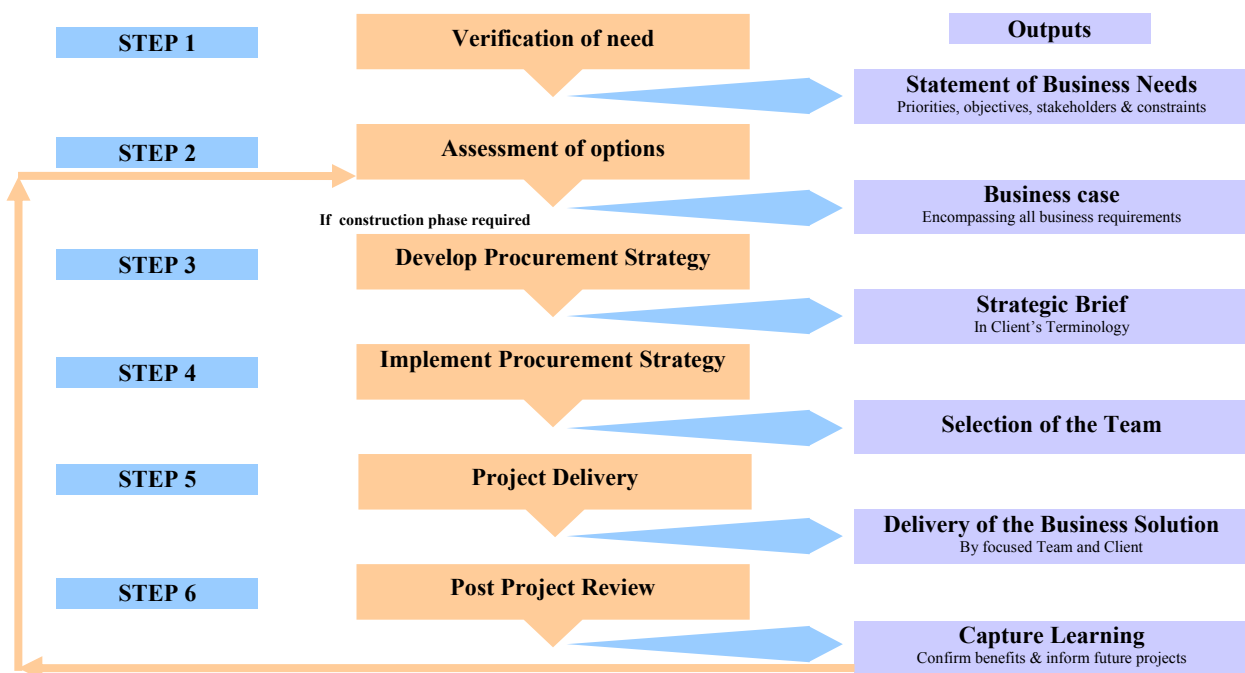 STEP 1
Verification of need
Outputs
Statement of Business Needs
Priorities, objectives, stakeholders & constraints
STEP 2
Assessment of options
Business case
Encompassing all business requirements
If construction phase required
STEP 3
Develop Procurement Strategy
Strategic Brief
In Client’s Terminology
STEP 4
Implement Procurement Strategy
Selection of the Team
STEP 5
Project Delivery
Delivery of the Business Solution
By focused Team and Client
STEP 6
Post Project Review
Capture Learning
Confirm benefits & inform future projects